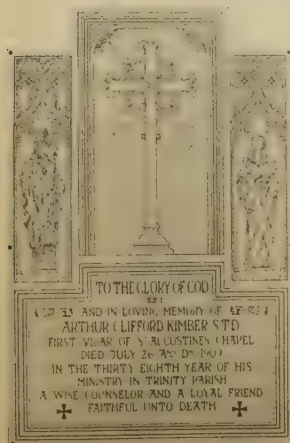 TO THE GLORY OF GOD
AND IN LOVING MEMORY OF
ARTHUR CLIFFORD KIMBER S T D
FIRST VICAR OF S' AUGUSTINES CHAPEL
DIED JULY 26
IN THE THIRTY EIGHTH YEAR OF HIS
MINISTRY IN TRINITY PARISH
A WISE COUNSELOR AND A LOYAL FRIEND
FAITHFUL UNTO DEATH